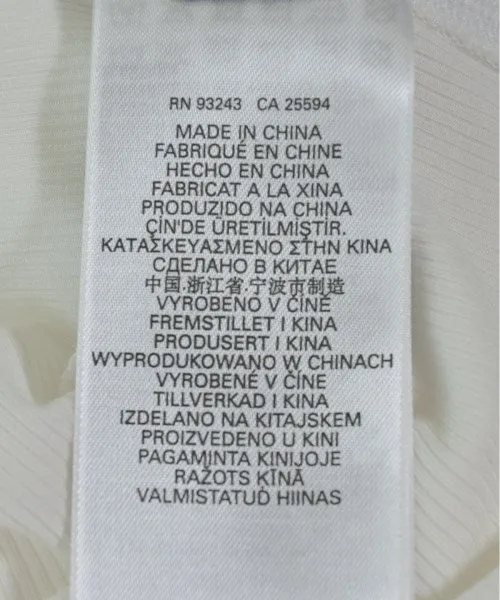 RN 93243 CA 25594
MADE IN CHINA
FABRIQUÉ EN CHINE
HECHO EN CHINA
FABRICAT A LA XINA
PRODUZIDO NA CHINA
ÇİN'DE ÜRETİLMİŞTİR.
ΚΑΤΑΣΚΕΥΑΣΜΕΝΟ ΣΤΗΝ ΚΙΝΑ
СДЕЛАНО В КИТАЕ
中国.浙江省.宁波市制造
VYROBENO V ČÍNĚ
FREMSTILLET I KINA
PRODUSERT I KINA
WYPRODUKOWANO W CHINACH
VYROBENÉ V ČÍNE
TILLVERKAD I KINA
IZDELANO NA KITAJSKEM
PROIZVEDENO U KINI
PAGAMINTA KINIJOJE
RAŽOTS ĶĪNĀ
VALMISTATUD HIINAS